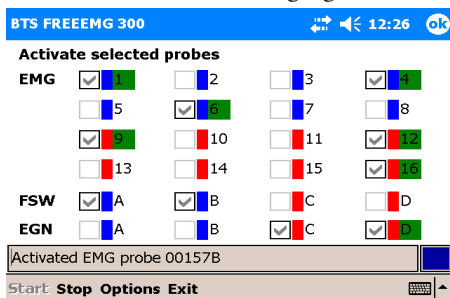 BTS FREEEMG 300 12:26 ok
Activate selected probes
EMG 1 2 3 4
5 6 7 8
9 10 11 12
13 14 15 16
FSW A B C D
EGN A B C D
Activated EMG probe 00157B
Start Stop Options Exit